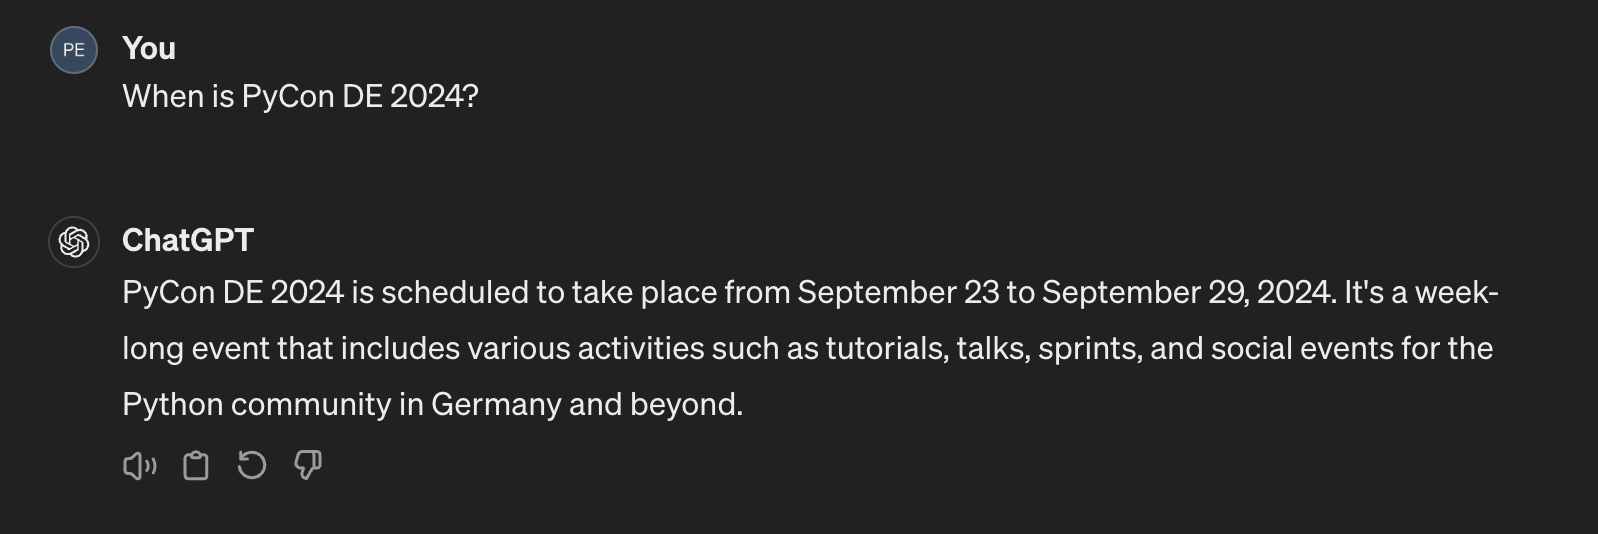 PE
You
When is PyCon DE 2024?
ChatGPT
PyCon DE 2024 is scheduled to take place from September 23 to September 29, 2024. It's a week-
long event that includes various activities such as tutorials, talks, sprints, and social events for the
Python community in Germany and beyond.